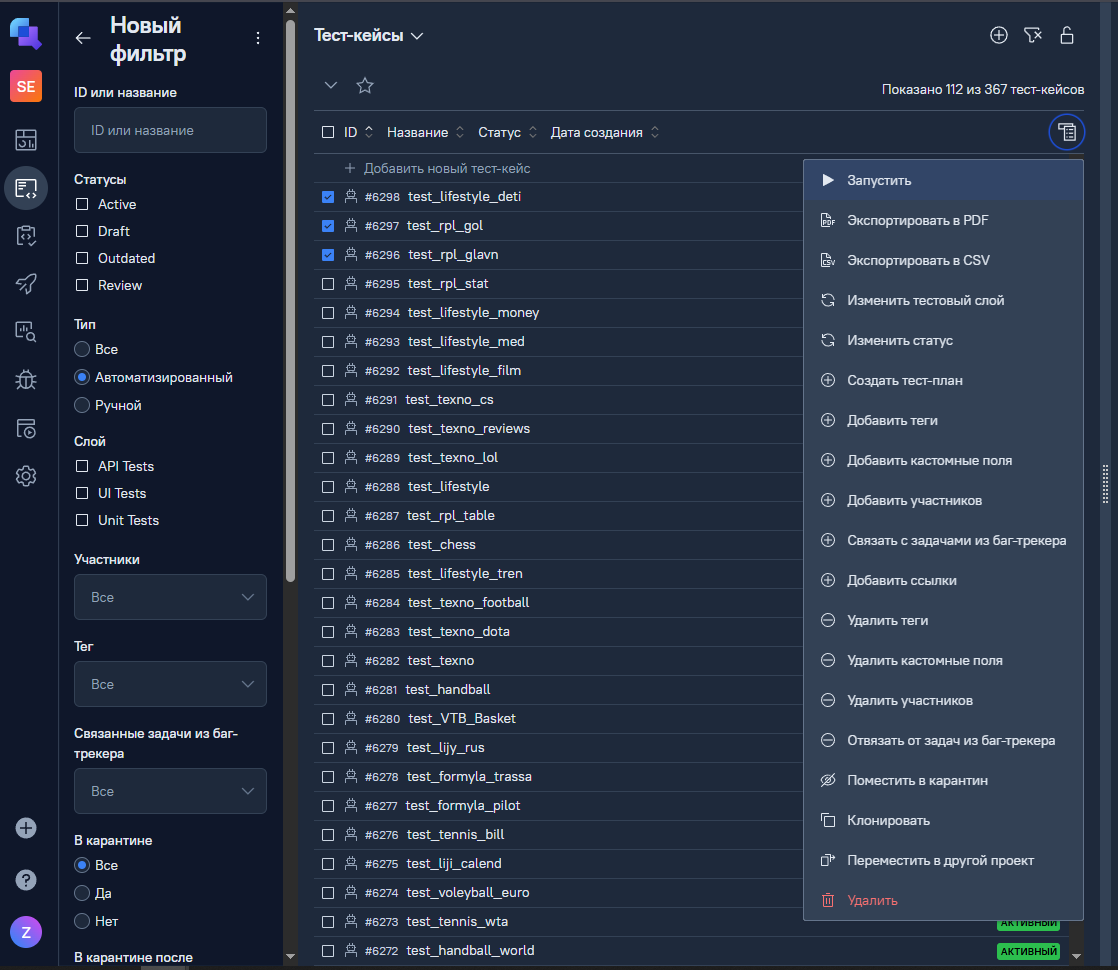 SE
Z
Новый
фильтр
ID или название
ID или название
Статусы
Active
Draft
Outdated
Review
Тип
Все
Автоматизированный
Ручной
Слой
API Tests
UI Tests
Unit Tests
Участники
Все
Тег
Все
Связанные задачи из баг-
трекера
Все
В карантине
Все
Да
Нет
В карантине после
Тест-кейсы
Показано 112 из 367 тест-кейсов
ID Название Статус Дата создания
Добавить новый тест-кейс
#6298 test_lifestyle_deti
#6297 test_rpl_gol
#6296 test_rpl_glavn
#6295 test_rpl_stat
#6294 test_lifestyle_money
#6293 test_lifestyle_med
#6292 test_lifestyle_film
#6291 test_texno_cs
#6290 test_texno_reviews
#6289 test_texno_lol
#6288 test_lifestyle
#6287 test_rpl_table
#6286 test_chess
#6285 test_lifestyle_tren
#6284 test_texno_football
#6283 test_texno_dota
#6282 test_texno
#6281 test_handball
#6280 test_VTB_Basket
#6279 test_lijy_rus
#6278 test_formyla_trassa
#6277 test_formyla_pilot
#6276 test_tennis_bill
#6275 test_liji_calend
#6274 test_voleyball_euro
#6273 test_tennis_wta АКТИВНЫЙ
#6272 test_handball_world АКТИВНЫЙ
Запустить
PDF Экспортировать в PDF
CSV Экспортировать в CSV
Изменить тестовый слой
Изменить статус
Создать тест-план
Добавить теги
Добавить кастомные поля
Добавить участников
Связать с задачами из баг-трекера
Добавить ссылки
Удалить теги
Удалить кастомные поля
Удалить участников
Отвязать от задач из баг-трекера
Поместить в карантин
Клонировать
Переместить в другой проект
Удалить